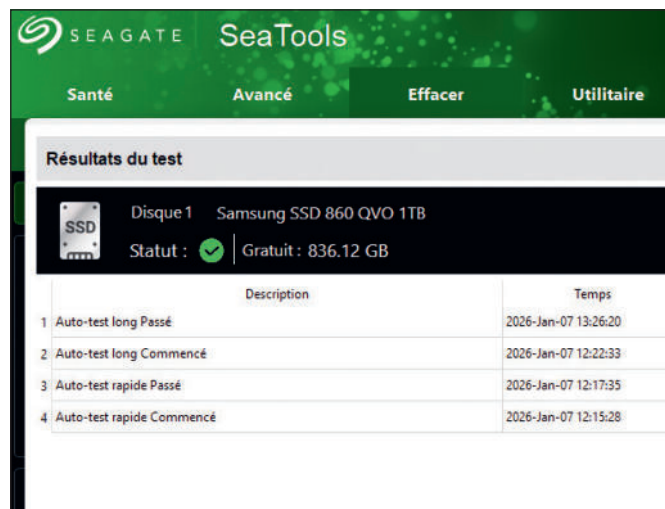 SEAGATE SeaTools
Santé Avancé Effacer Utilitaire
Résultats du test
SSD
Disque 1 Samsung SSD 860 QVO 1TB
Statut : Gratuit : 836.12 GB
Description Temps
1 Auto-test long Passé 2026-Jan-07 13:26:20
2 Auto-test long Commencé 2026-Jan-07 12:22:33
3 Auto-test rapide Passé 2026-Jan-07 12:17:35
4 Auto-test rapide Commencé 2026-Jan-07 12:15:28